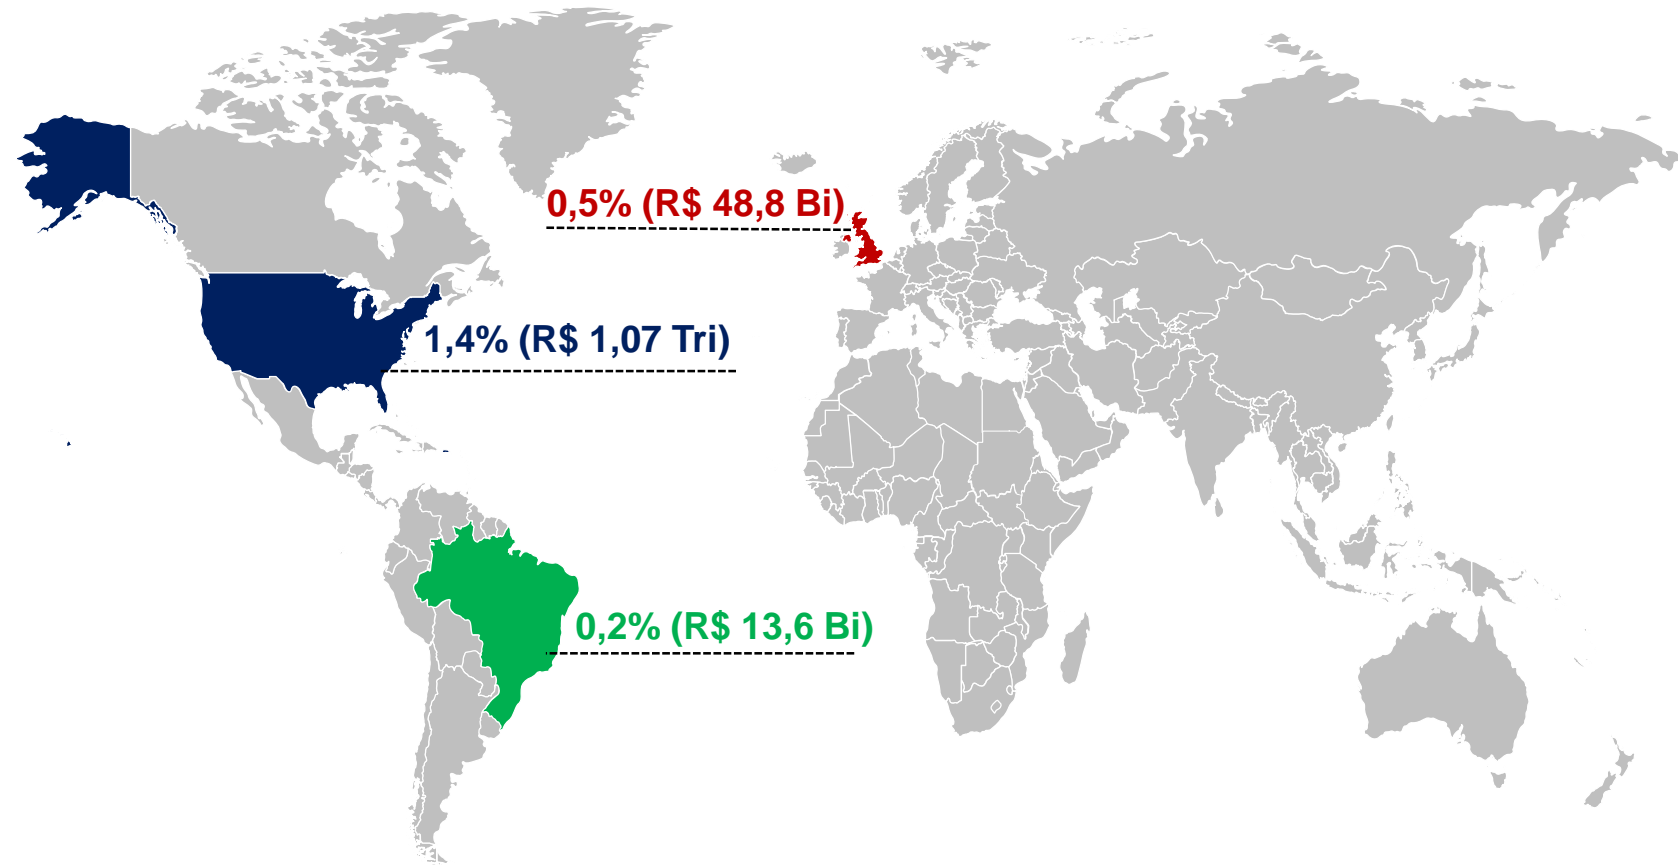 0,5% (R$ 48,8 Bi)
1,4% (R$ 1,07 Tri)
0,2% (R$ 13,6 Bi)